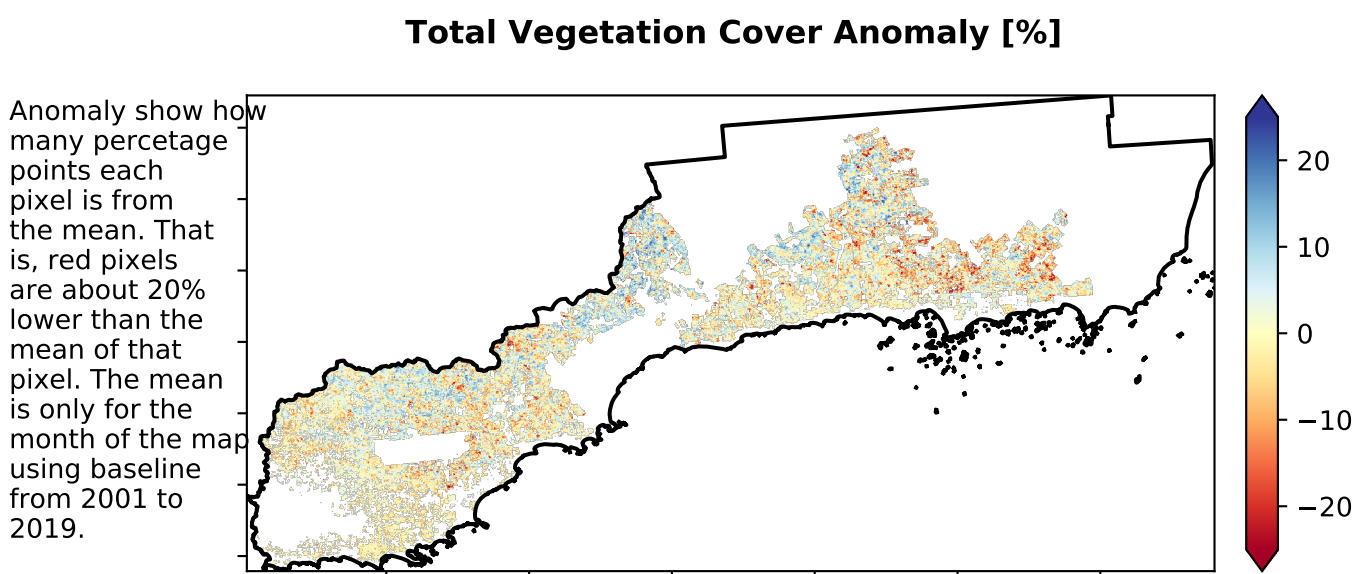 Total Vegetation Cover Anomaly [%]
Anomaly show how
many percetage
points each
pixel is from
the mean. That
is, red pixels
are about 20%
lower than the
mean of that
pixel. The mean
is only for the
month of the map
using baseline
from 2001 to
2019.
20
10
0
−10
−20